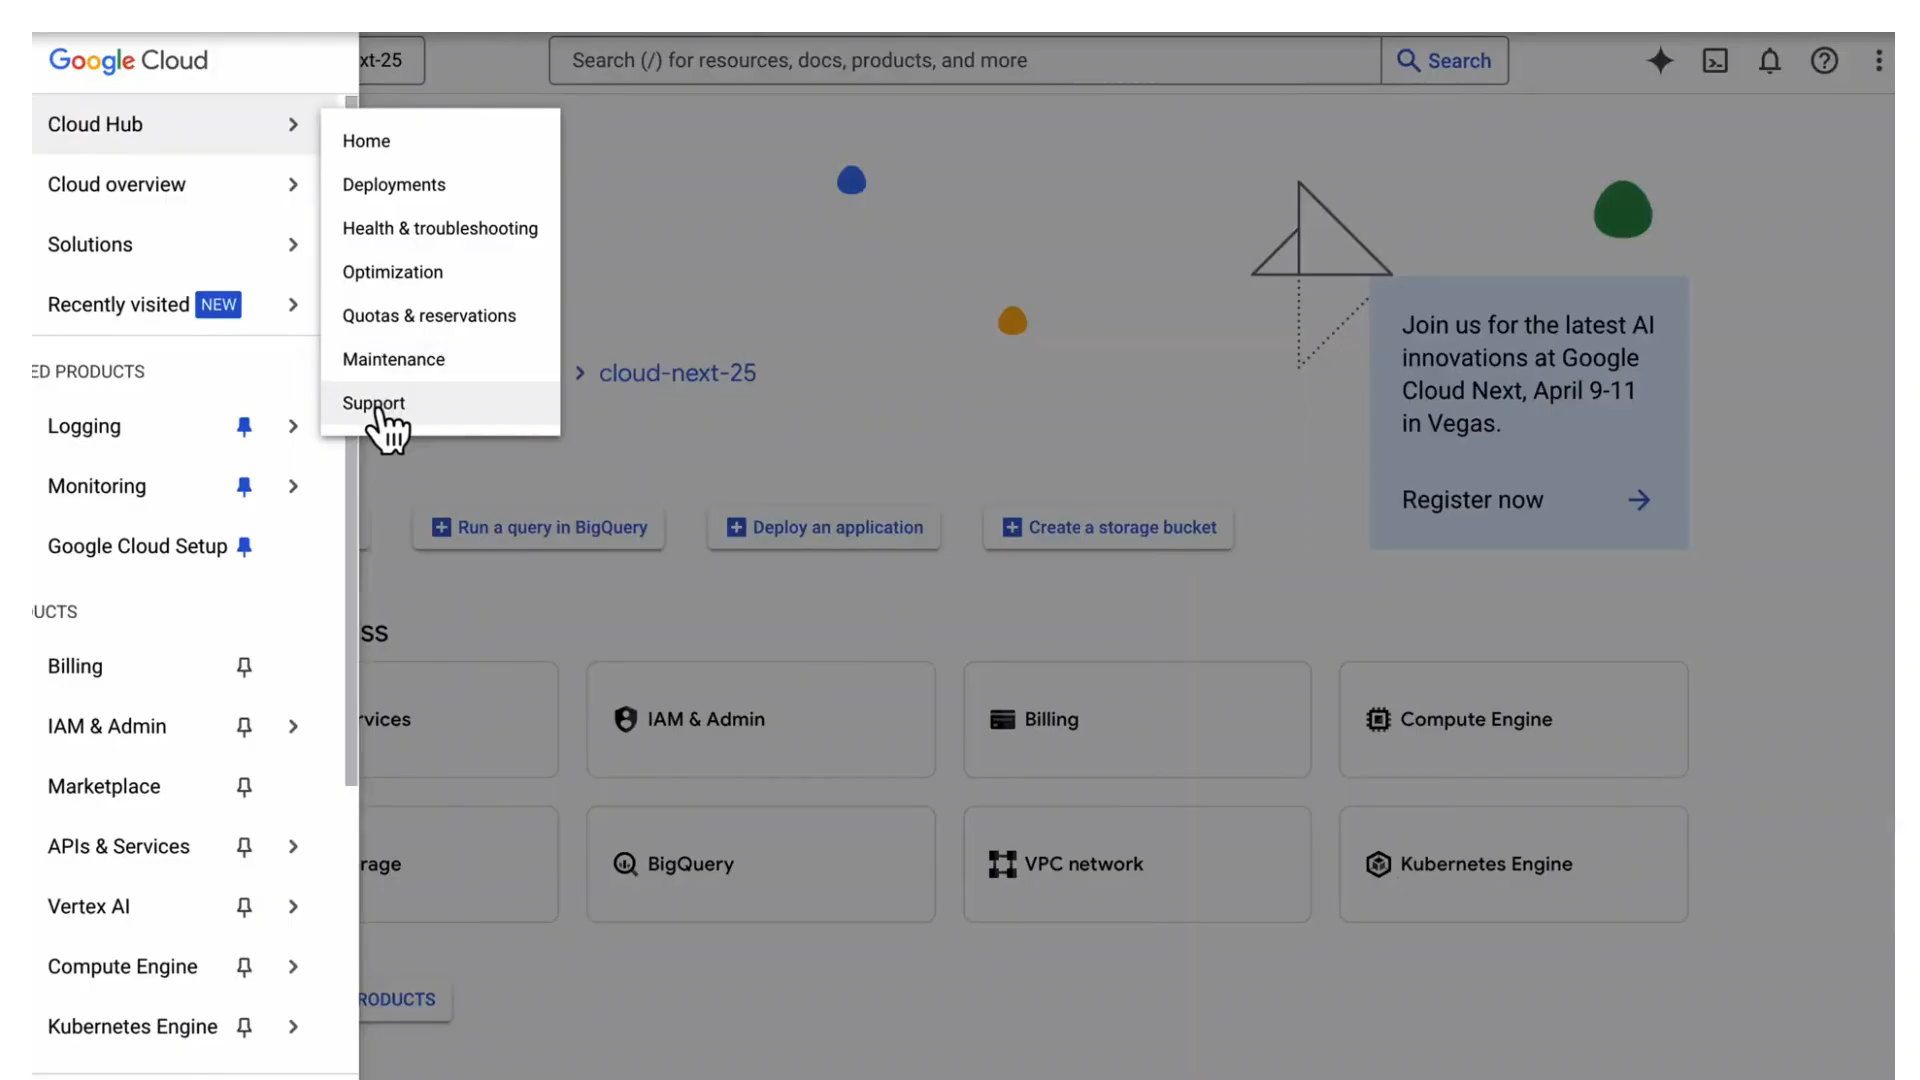 Google Cloud
xt-25
Search (/) for resources, docs, products, and more
Search
Cloud Hub
Cloud overview
Solutions
Recently visited NEW
ED PRODUCTS
Logging
Monitoring
Google Cloud Setup
UCTS
Billing
IAM & Admin
Marketplace
APIs & Services
Vertex AI
Compute Engine
Kubernetes Engine
Home
Deployments
Health & troubleshooting
Optimization
Quotas & reservations
Maintenance
Support
cloud-next-25
Join us for the latest AI
innovations at Google
Cloud Next, April 9-11
in Vegas.
Register now
Run a query in BigQuery
Deploy an application
Create a storage bucket
ss
rvices
IAM & Admin
Billing
Compute Engine
rage
BigQuery
VPC network
Kubernetes Engine
RODUCTS